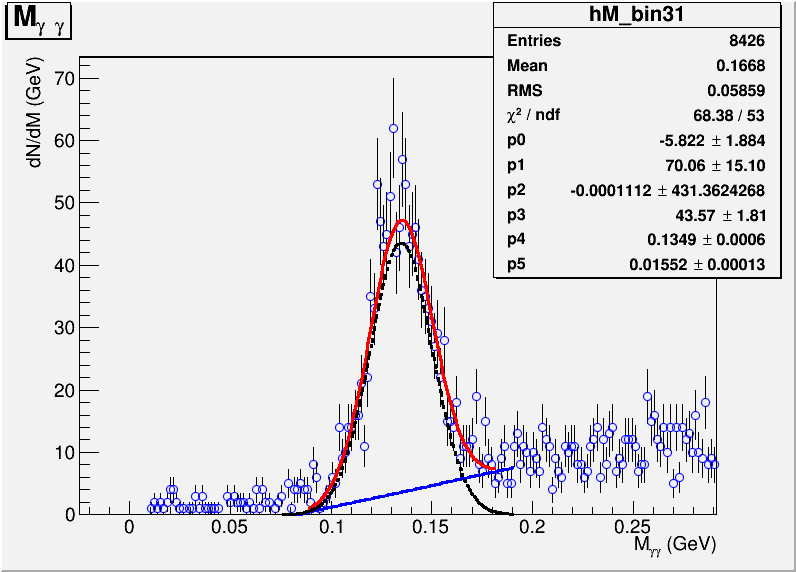 M γ γ
hM_bin31
Entries 8426
Mean 0.1668
RMS 0.05859
χ² / ndf 68.38 / 53
p0 -5.822 ± 1.884
p1 70.06 ± 15.10
p2 -0.0001112 ± 431.3624268
p3 43.57 ± 1.81
p4 0.1349 ± 0.0006
p5 0.01552 ± 0.00013
dN/dM (GeV)
70
60
50
40
30
20
10
0
0 0.05 0.1 0.15 0.2 0.25
M γγ (GeV)